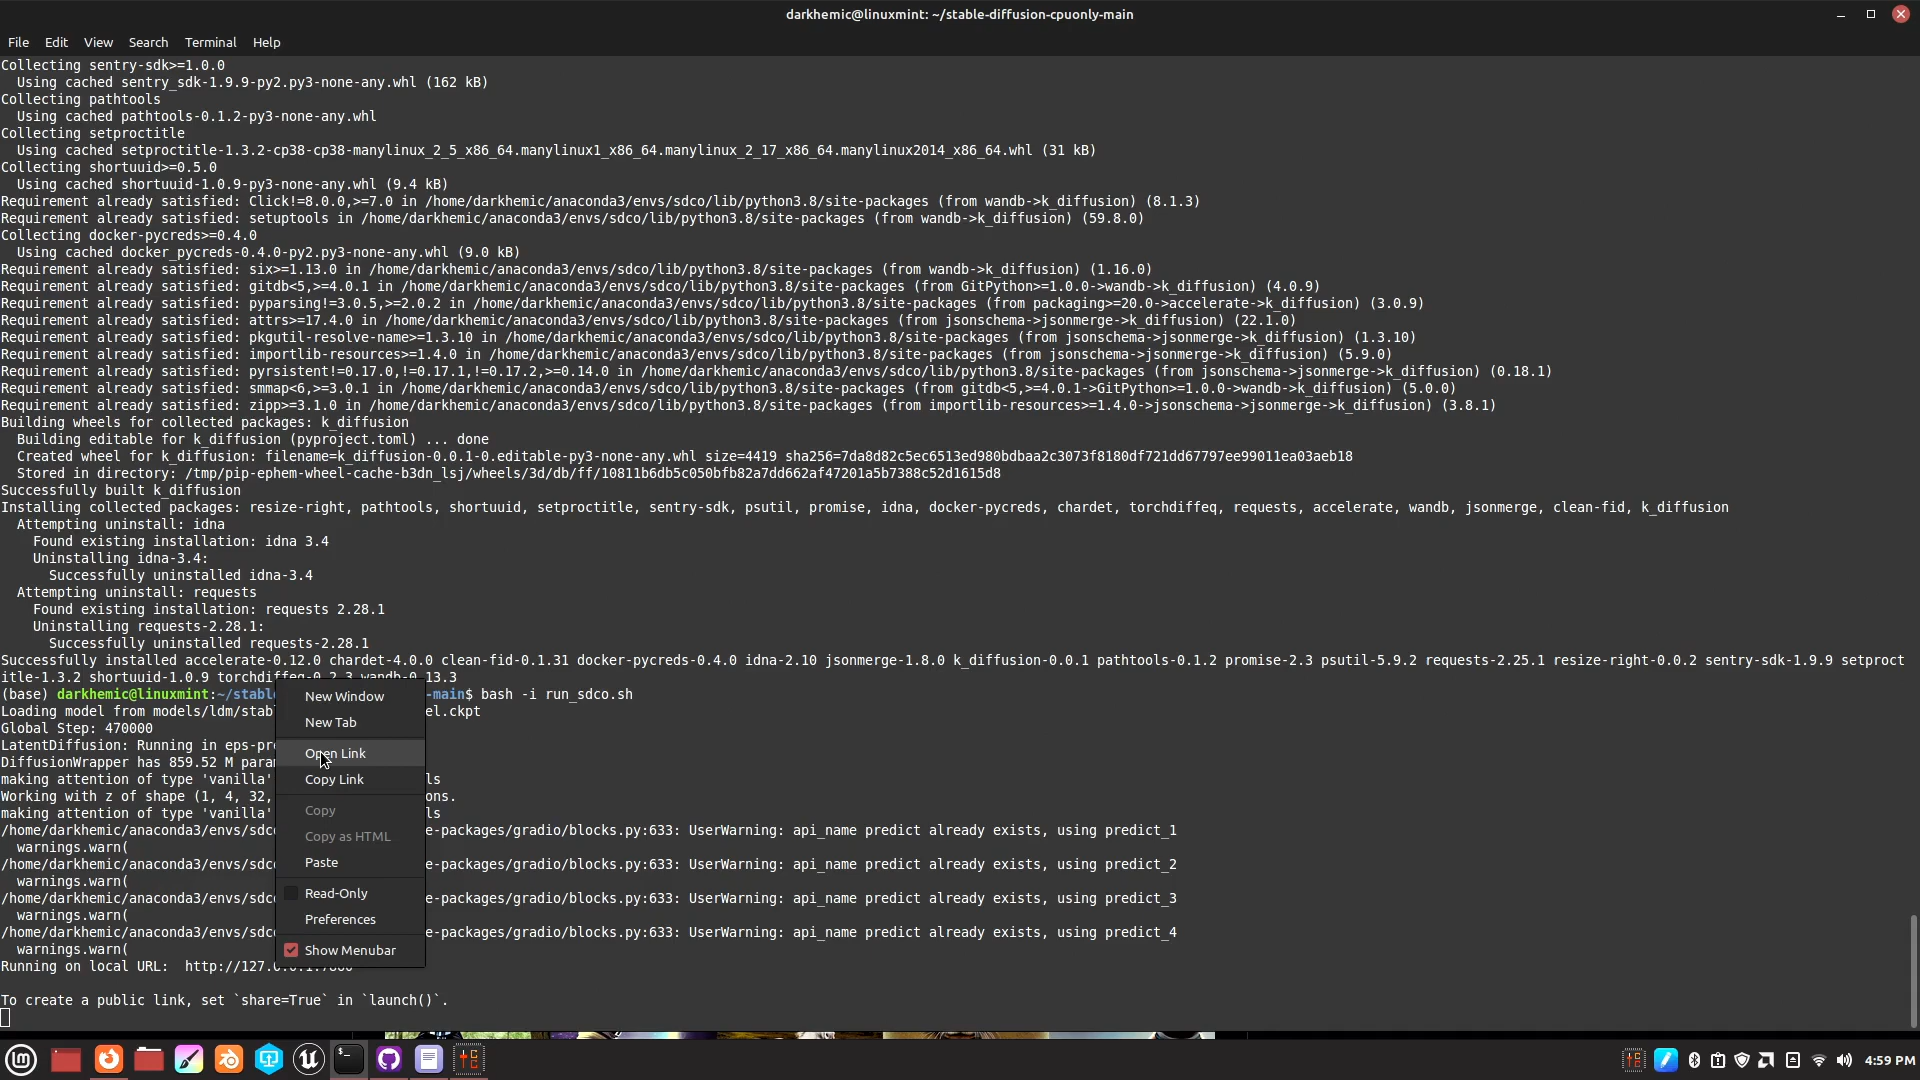 darkhemic@linuxmint: ~/stable-diffusion-cpuonly-main
File Edit View Search Terminal Help
Collecting sentry-sdk>=1.0.0
  Using cached sentry_sdk-1.9.9-py2.py3-none-any.whl (162 kB)
Collecting pathtools
  Using cached pathtools-0.1.2-py3-none-any.whl
Collecting setproctitle
  Using cached setproctitle-1.3.2-cp38-cp38-manylinux_2_5_x86_64.manylinux1_x86_64.manylinux_2_17_x86_64.manylinux2014_x86_64.whl (31 kB)
Collecting shortuuid>=0.5.0
  Using cached shortuuid-1.0.9-py3-none-any.whl (9.4 kB)
Requirement already satisfied: Click!=8.0.0,>=7.0 in /home/darkhemic/anaconda3/envs/sdco/lib/python3.8/site-packages (from wandb->k_diffusion) (8.1.3)
Requirement already satisfied: setuptools in /home/darkhemic/anaconda3/envs/sdco/lib/python3.8/site-packages (from wandb->k_diffusion) (59.8.0)
Collecting docker-pycreds>=0.4.0
  Using cached docker_pycreds-0.4.0-py2.py3-none-any.whl (9.0 kB)
Requirement already satisfied: six>=1.13.0 in /home/darkhemic/anaconda3/envs/sdco/lib/python3.8/site-packages (from wandb->k_diffusion) (1.16.0)
Requirement already satisfied: gitdb<5,>=4.0.1 in /home/darkhemic/anaconda3/envs/sdco/lib/python3.8/site-packages (from GitPython>=1.0.0->wandb->k_diffusion) (4.0.9)
Requirement already satisfied: pyparsing!=3.0.5,>=2.0.2 in /home/darkhemic/anaconda3/envs/sdco/lib/python3.8/site-packages (from packaging>=20.0->accelerate->k_diffusion) (3.0.9)
Requirement already satisfied: attrs>=17.4.0 in /home/darkhemic/anaconda3/envs/sdco/lib/python3.8/site-packages (from jsonschema->jsonmerge->k_diffusion) (22.1.0)
Requirement already satisfied: pkgutil-resolve-name>=1.3.10 in /home/darkhemic/anaconda3/envs/sdco/lib/python3.8/site-packages (from jsonschema->jsonmerge->k_diffusion) (1.3.10)
Requirement already satisfied: importlib-resources>=1.4.0 in /home/darkhemic/anaconda3/envs/sdco/lib/python3.8/site-packages (from jsonschema->jsonmerge->k_diffusion) (5.9.0)
Requirement already satisfied: pyrsistent!=0.17.0,!=0.17.1,!=0.17.2,>=0.14.0 in /home/darkhemic/anaconda3/envs/sdco/lib/python3.8/site-packages (from jsonschema->jsonmerge->k_diffusion) (0.18.1)
Requirement already satisfied: smmap<6,>=3.0.1 in /home/darkhemic/anaconda3/envs/sdco/lib/python3.8/site-packages (from gitdb<5,>=4.0.1->GitPython>=1.0.0->wandb->k_diffusion) (5.0.0)
Requirement already satisfied: zipp>=3.1.0 in /home/darkhemic/anaconda3/envs/sdco/lib/python3.8/site-packages (from importlib-resources>=1.4.0->jsonschema->jsonmerge->k_diffusion) (3.8.1)
Building wheels for collected packages: k_diffusion
  Building editable for k_diffusion (pyproject.toml) ... done
  Created wheel for k_diffusion: filename=k_diffusion-0.0.1-0.editable-py3-none-any.whl size=4419 sha256=7da8d82c5ec6513ed980bdbaa2c3073f8180df721dd67797ee99011ea03aeb18
  Stored in directory: /tmp/pip-ephem-wheel-cache-b3dn_lsj/wheels/3d/db/ff/10811b6db5c050bfb82a7dd662af47201a5b7388c52d1615d8
Successfully built k_diffusion
Installing collected packages: resize-right, pathtools, shortuuid, setproctitle, sentry-sdk, psutil, promise, idna, docker-pycreds, chardet, torchdiffeq, requests, accelerate, wandb, jsonmerge, clean-fid, k_diffusion
  Attempting uninstall: idna
    Found existing installation: idna 3.4
    Uninstalling idna-3.4:
      Successfully uninstalled idna-3.4
  Attempting uninstall: requests
    Found existing installation: requests 2.28.1
    Uninstalling requests-2.28.1:
      Successfully uninstalled requests-2.28.1
Successfully installed accelerate-0.12.0 chardet-4.0.0 clean-fid-0.1.31 docker-pycreds-0.4.0 idna-2.10 jsonmerge-1.8.0 k_diffusion-0.0.1 pathtools-0.1.2 promise-2.3 psutil-5.9.2 requests-2.25.1 resize-right-0.0.2 sentry-sdk-1.9.9 setproct
itle-1.3.2 shortuuid-1.0.9 torchdiffeq-0.2.3 wandb-0.13.3
(base) darkhemic@linuxmint:~/stabl -main$ bash -i run_sdco.sh
Loading model from models/ldm/stab el.ckpt
Global Step: 470000
LatentDiffusion: Running in eps-pr
DiffusionWrapper has 859.52 M para
making attention of type 'vanilla' ls
Working with z of shape (1, 4, 32, ons.
making attention of type 'vanilla' ls
/home/darkhemic/anaconda3/envs/sdc e-packages/gradio/blocks.py:633: UserWarning: api_name predict already exists, using predict_1
  warnings.warn(
/home/darkhemic/anaconda3/envs/sdc e-packages/gradio/blocks.py:633: UserWarning: api_name predict already exists, using predict_2
  warnings.warn(
/home/darkhemic/anaconda3/envs/sdc e-packages/gradio/blocks.py:633: UserWarning: api_name predict already exists, using predict_3
  warnings.warn(
/home/darkhemic/anaconda3/envs/sdc e-packages/gradio/blocks.py:633: UserWarning: api_name predict already exists, using predict_4
  warnings.warn(
Running on local URL:  http://127.0.0.1:7860
To create a public link, set `share=True` in `launch()`.
New Window
New Tab
Open Link
Copy Link
Copy
Copy as HTML
Paste
Read-Only
Preferences
Show Menubar
4:59 PM